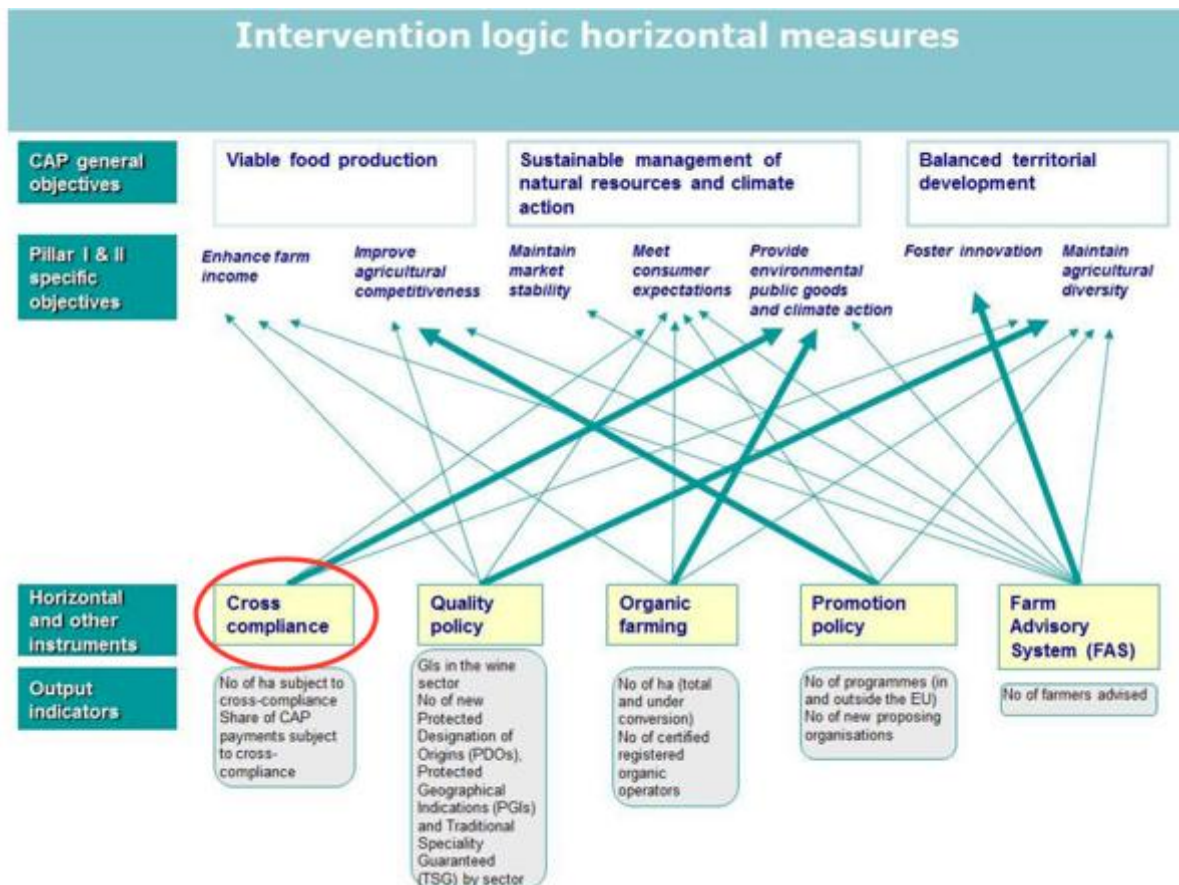 Intervention logic horizontal measures
CAP general
objectives
Viable food production
Sustainable management of
natural resources and climate
action
Balanced territorial
development
Pillar I & II
specific
objectives
Enhance farm
income
Improve
agricultural
competitiveness
Maintain
market
stability
Meet
consumer
expectations
Provide
environmental
public goods
and climate action
Foster innovation
Maintain
agricultural
diversity
Horizontal
and other
instruments
Cross
compliance
Quality
policy
Organic
farming
Promotion
policy
Farm
Advisory
System (FAS)
Output
indicators
No of ha subject to
cross-compliance
Share of CAP
payments subject
to cross-
compliance
GIs in the wine
sector
No of new
Protected
Designation of
Origins (PDOs),
Protected
Geographical
Indications (PGIs)
and Traditional
Speciality
Guaranteed
(TSG) by sector
No of ha (total
and under
conversion)
No of certified
registered
organic
operators
No of programmes (in
and outside the EU)
No of new proposing
organisations
No of farmers advised